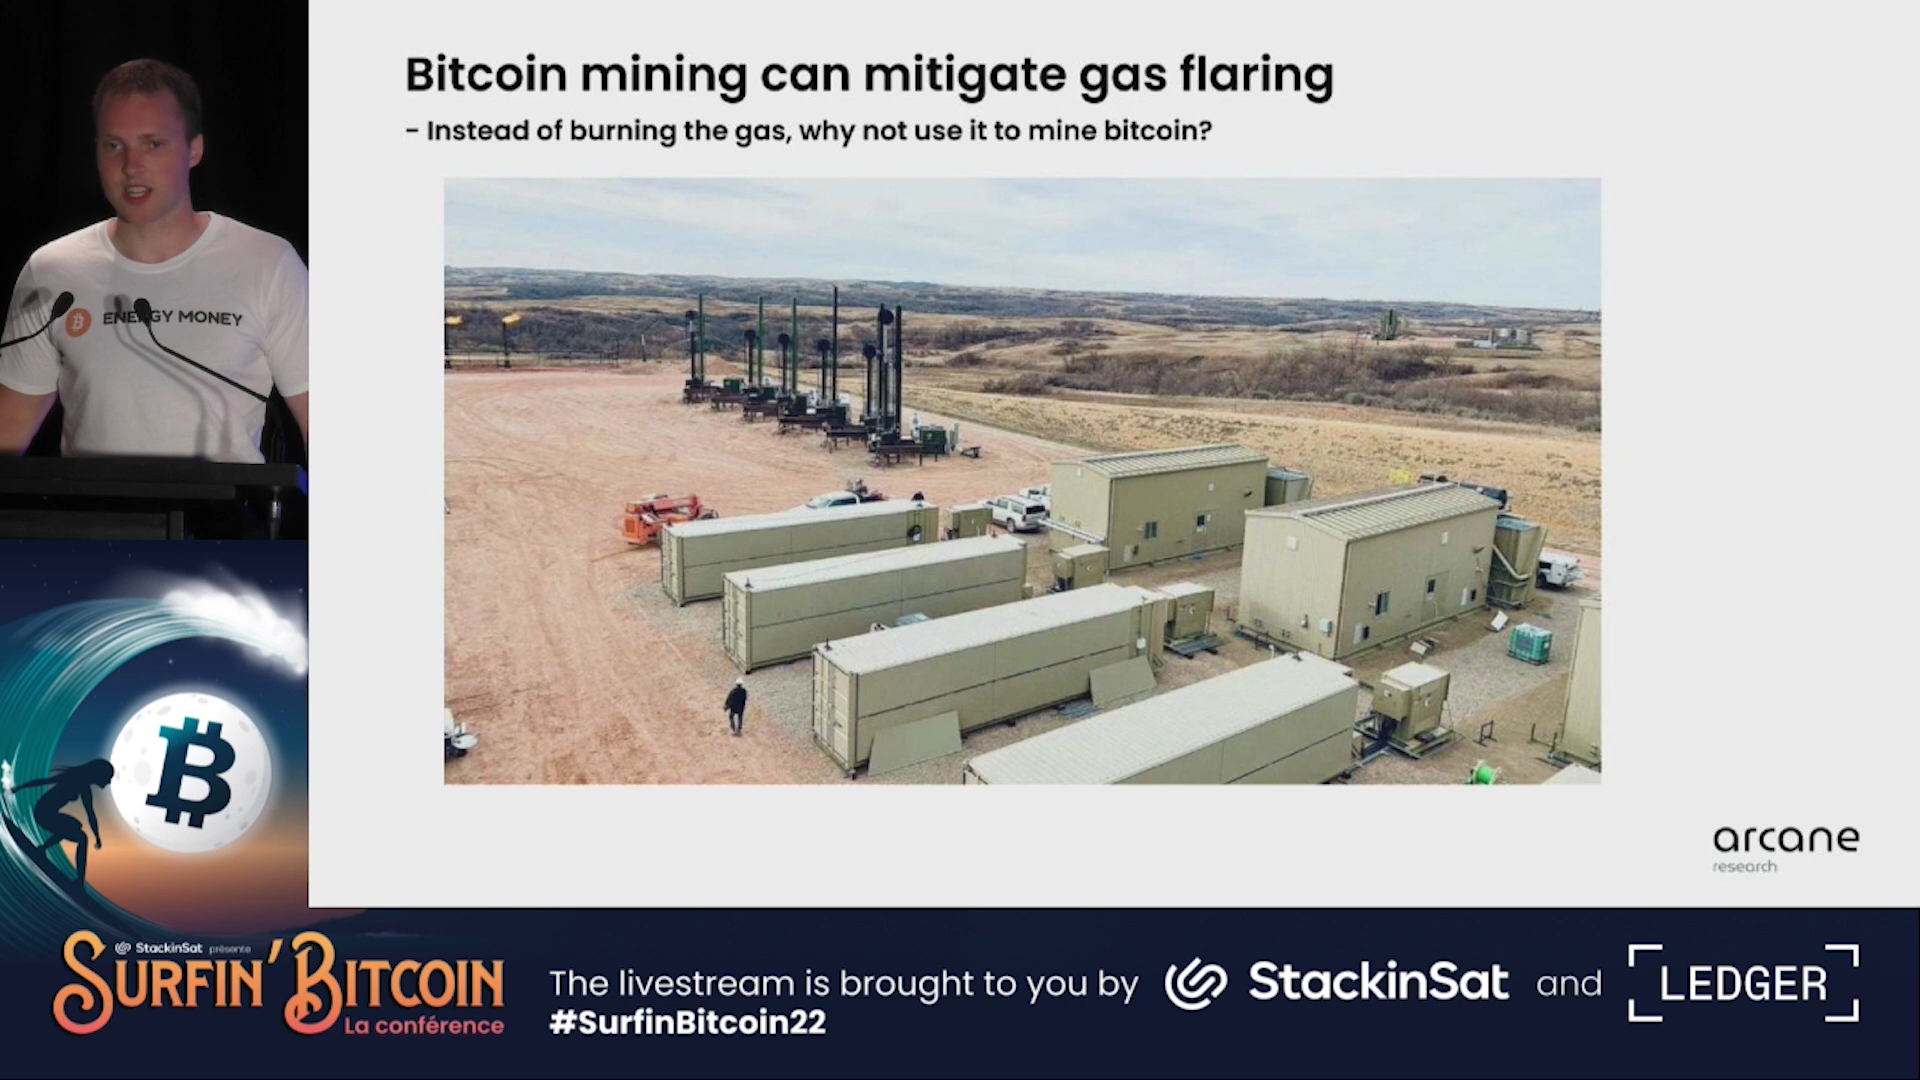 Bitcoin mining can mitigate gas flaring
- Instead of burning the gas, why not use it to mine bitcoin?
ENERGY MONEY
arcane
research
StackinSat présente
SURFIN' BITCOIN
La conférence
The livestream is brought to you by StackinSat and LEDGER
#SurfinBitcoin22